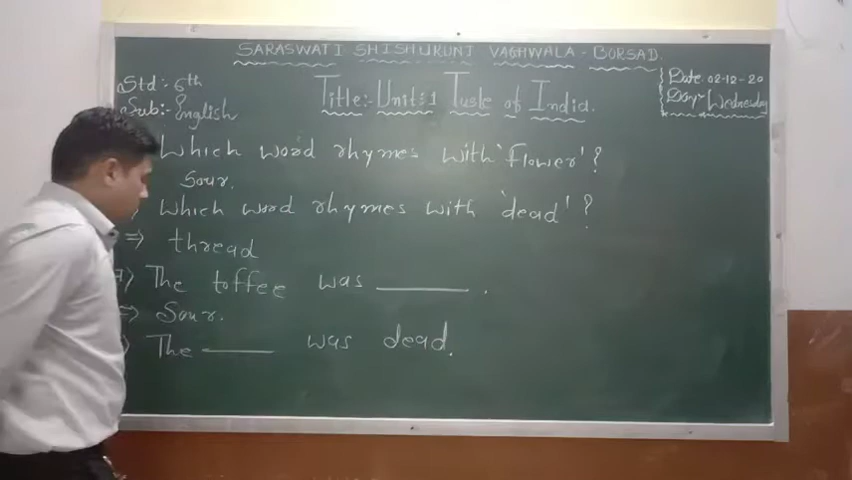 SARASWATI SHISHUKUNJ VAGHWALA - BORSAD.
Std :- 6th
Sub:- English
Title:- Unit:1 Tusk of India.
Date. 02-12-20
Day:- Wednesday
Which word rhymes with 'flower'?
Sour.
Which word rhymes with 'dead'?
⇒ thread
The toffee was ______.
⇒ Sour.
The ______ was dead.